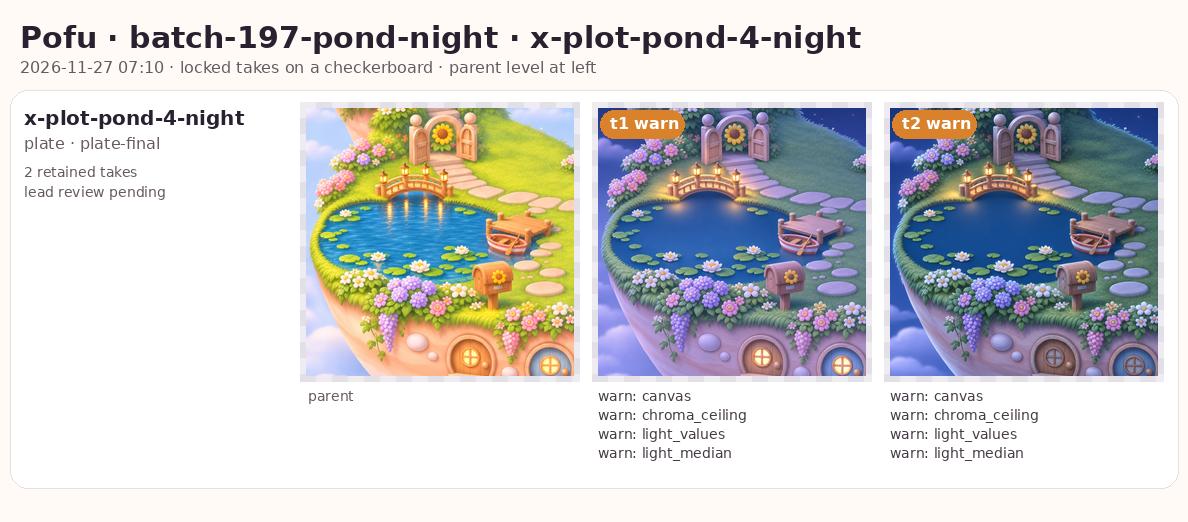 Pofu · batch-197-pond-night · x-plot-pond-4-night
2026-11-27 07:10 · locked takes on a checkerboard · parent level at left
x-plot-pond-4-night
plate · plate-final
2 retained takes
lead review pending
parent
t1 warn
warn: canvas
warn: chroma_ceiling
warn: light_values
warn: light_median
t2 warn
warn: canvas
warn: chroma_ceiling
warn: light_values
warn: light_median